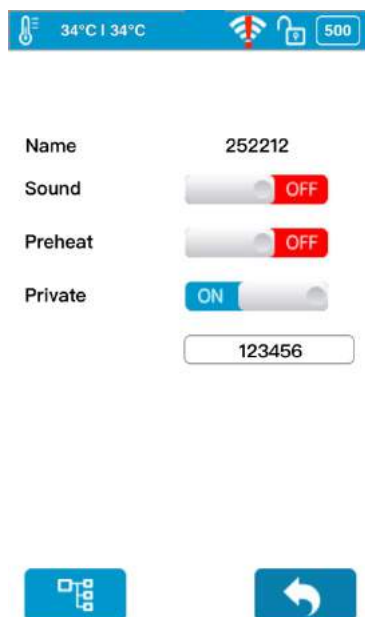 34°C I 34°C 500
Name 252212
Sound OFF
Preheat OFF
Private ON
123456